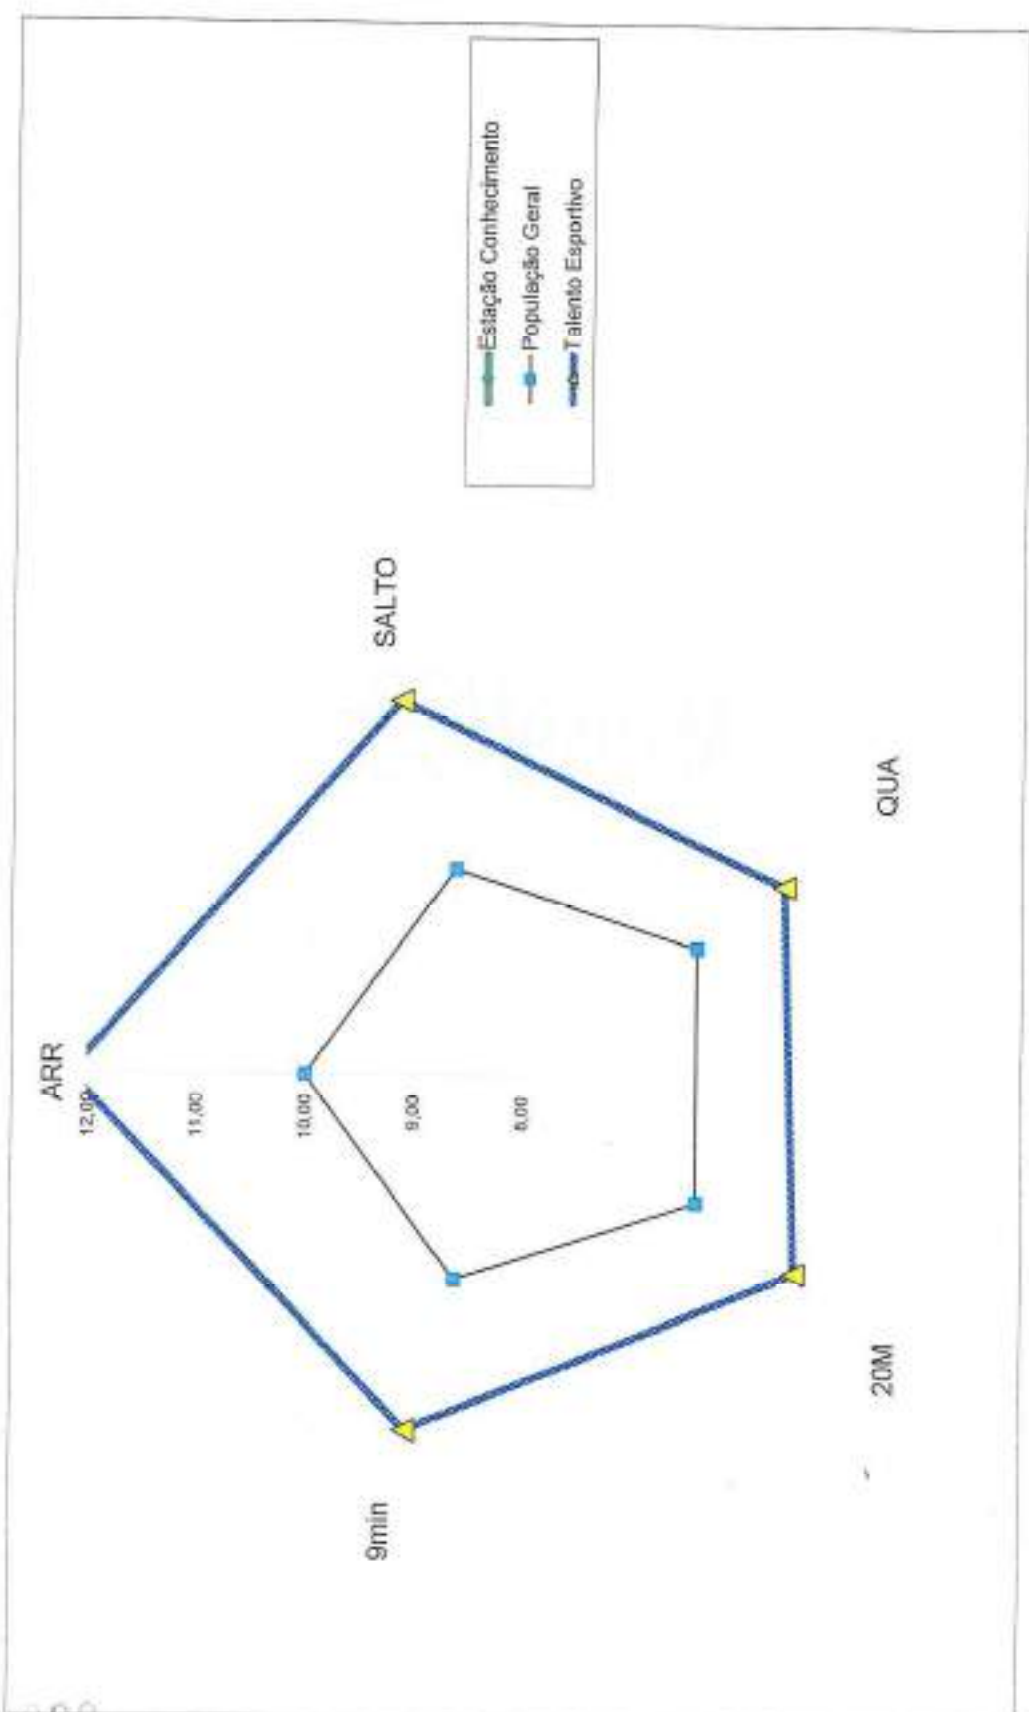 ARR
12,00
11,00
10,00
9,00
8,00
SALTO
QUA
20M
9min
Estação Conhecimento
População Geral
Talento Esportivo